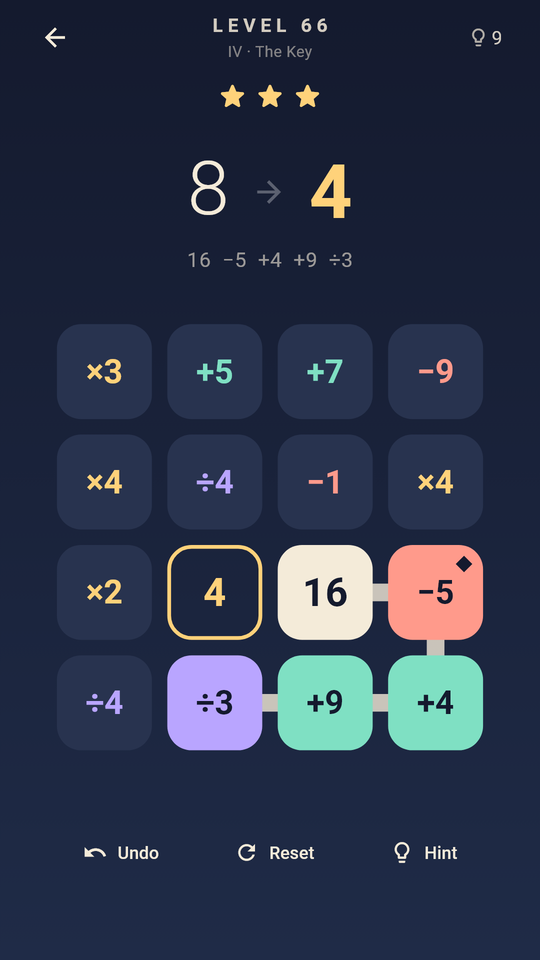 LEVEL 66
IV · The Key
9
8 → 4
16 −5 +4 +9 ÷3
×3 +5 +7 −9
×4 ÷4 −1 ×4
×2 4 16 −5
÷4 ÷3 +9 +4
Undo Reset Hint